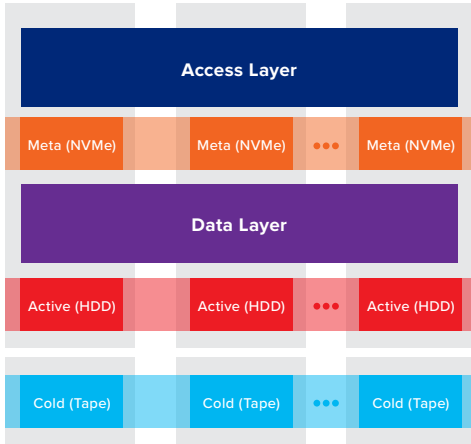 Access Layer
Meta (NVMe) Meta (NVMe) ••• Meta (NVMe)
Data Layer
Active (HDD) Active (HDD) ••• Active (HDD)
Cold (Tape) Cold (Tape) ••• Cold (Tape)